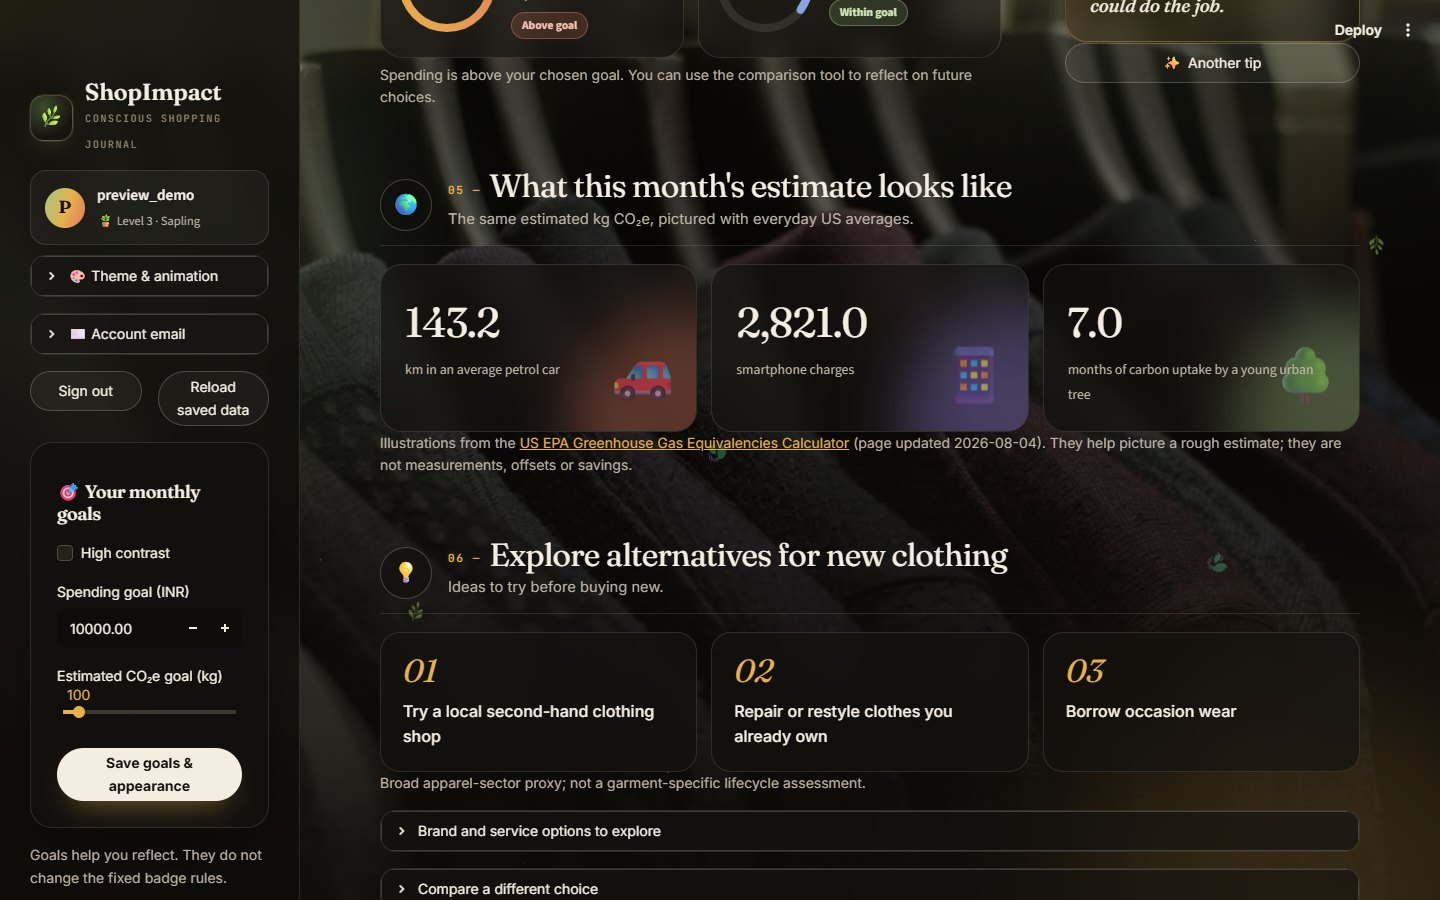 ShopImpact
CONSCIOUS SHOPPING
JOURNAL
P
preview_demo
Level 3 · Sapling
Theme & animation
Account email
Sign out
Reload
saved data
Your monthly
goals
High contrast
Spending goal (INR)
10000.00
Estimated CO₂e goal (kg)
100
Save goals &
appearance
Goals help you reflect. They do not
change the fixed badge rules.
Deploy
Above goal
Within goal
could do the job.
Another tip
Spending is above your chosen goal. You can use the comparison tool to reflect on future
choices.
05 — What this month's estimate looks like
The same estimated kg CO₂e, pictured with everyday US averages.
143.2
km in an average petrol car
2,821.0
smartphone charges
7.0
months of carbon uptake by a young urban
tree
Illustrations from the US EPA Greenhouse Gas Equivalencies Calculator (page updated 2026-08-04). They help picture a rough estimate; they are
not measurements, offsets or savings.
06 — Explore alternatives for new clothing
Ideas to try before buying new.
01
Try a local second-hand clothing
shop
02
Repair or restyle clothes you
already own
03
Borrow occasion wear
Broad apparel-sector proxy; not a garment-specific lifecycle assessment.
Brand and service options to explore
Compare a different choice